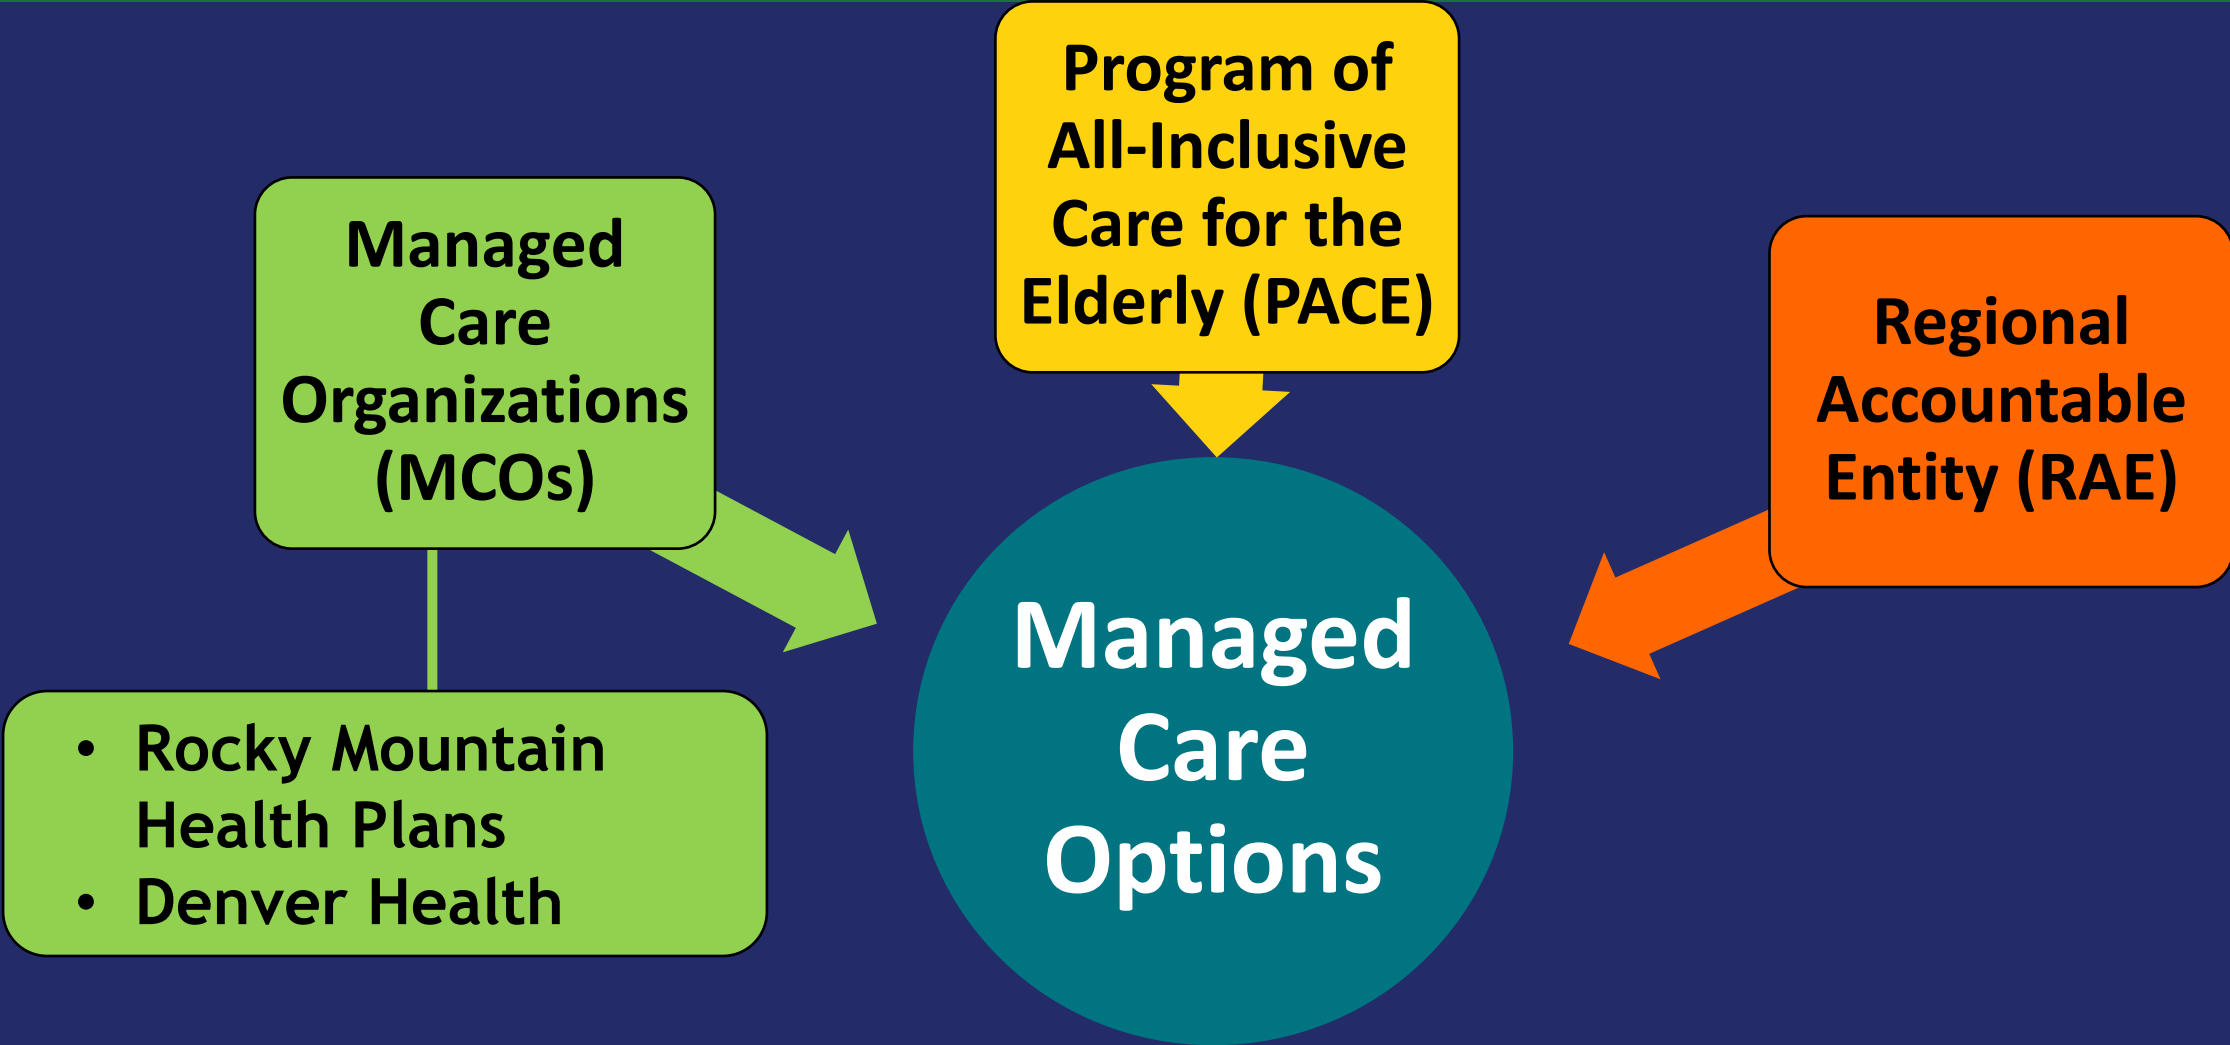 Program of
All-Inclusive
Care for the
Elderly (PACE)
Managed
Care
Organizations
(MCOs)
Regional
Accountable
Entity (RAE)
• Rocky Mountain
Health Plans
• Denver Health
Managed
Care
Options